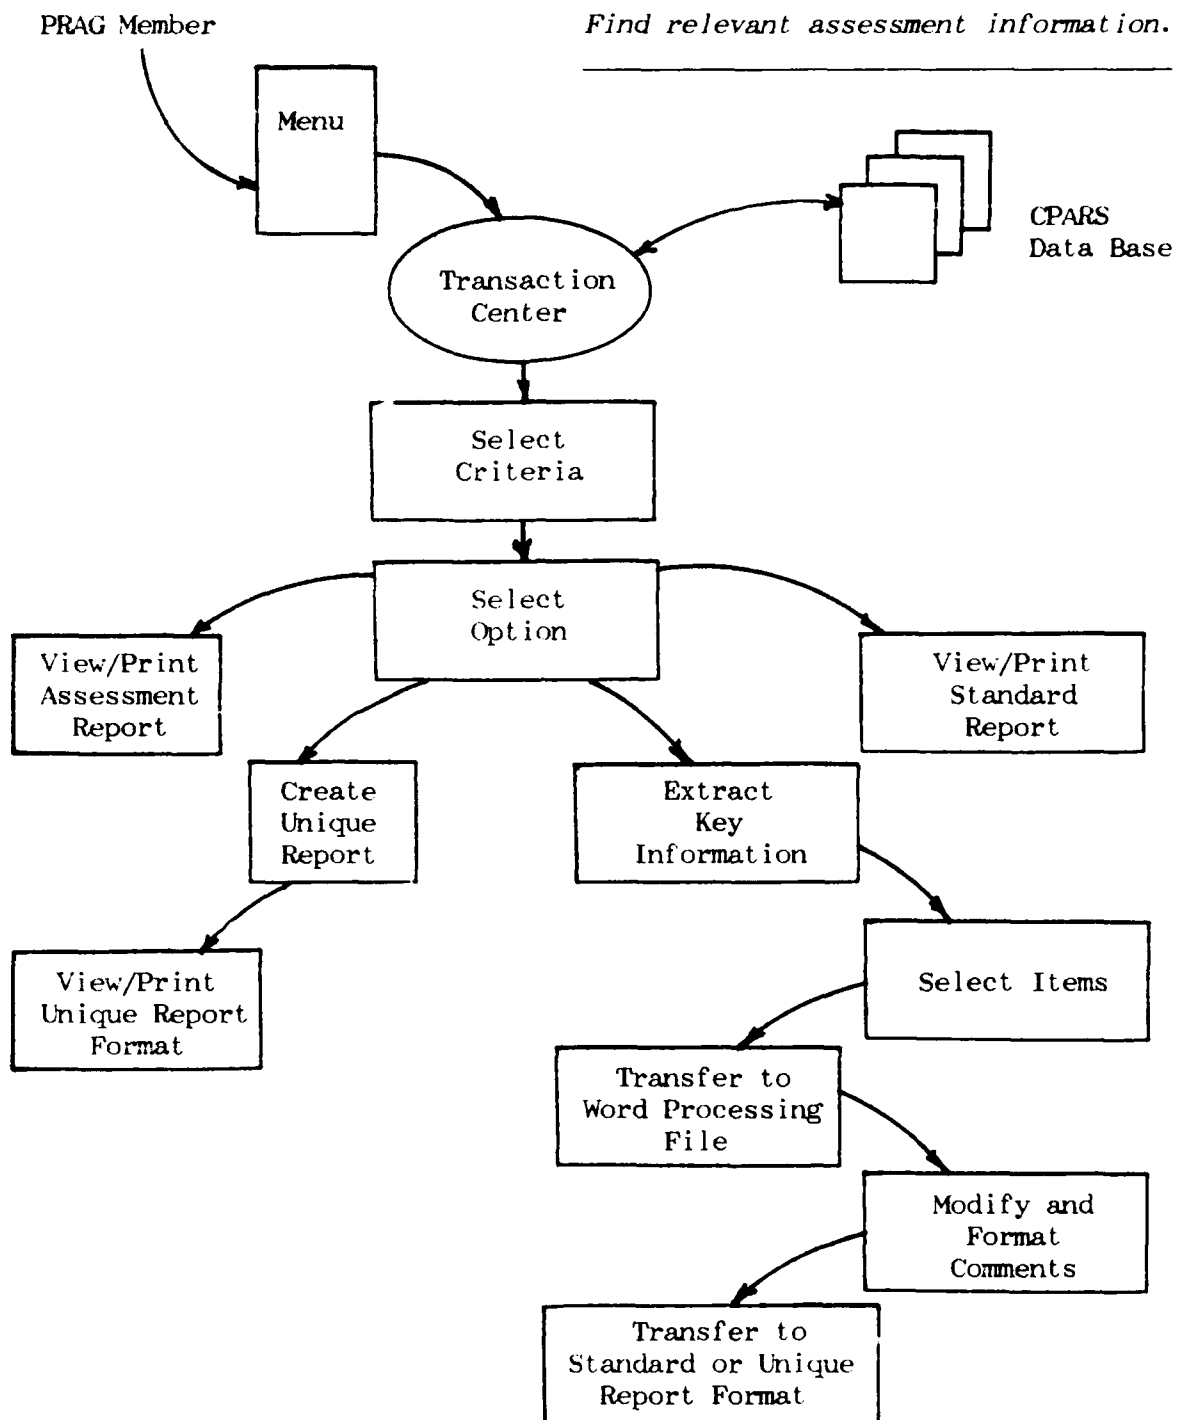 PRAG Member
Find relevant assessment information.
Menu
CPARS
Data Base
Transaction
Center
Select
Criteria
Select
Option
View/Print
Assessment
Report
View/Print
Standard
Report
Create
Unique
Report
Extract
Key
Information
View/Print
Unique Report
Format
Select Items
Transfer to
Word Processing
File
Modify and
Format
Comments
Transfer to
Standard or Unique
Report Format